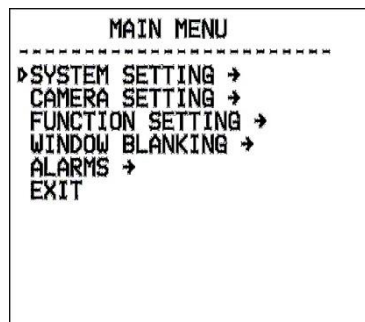 MAIN MENU
SYSTEM SETTING →
CAMERA SETTING →
FUNCTION SETTING →
WINDOW BLANKING →
ALARMS →
EXIT